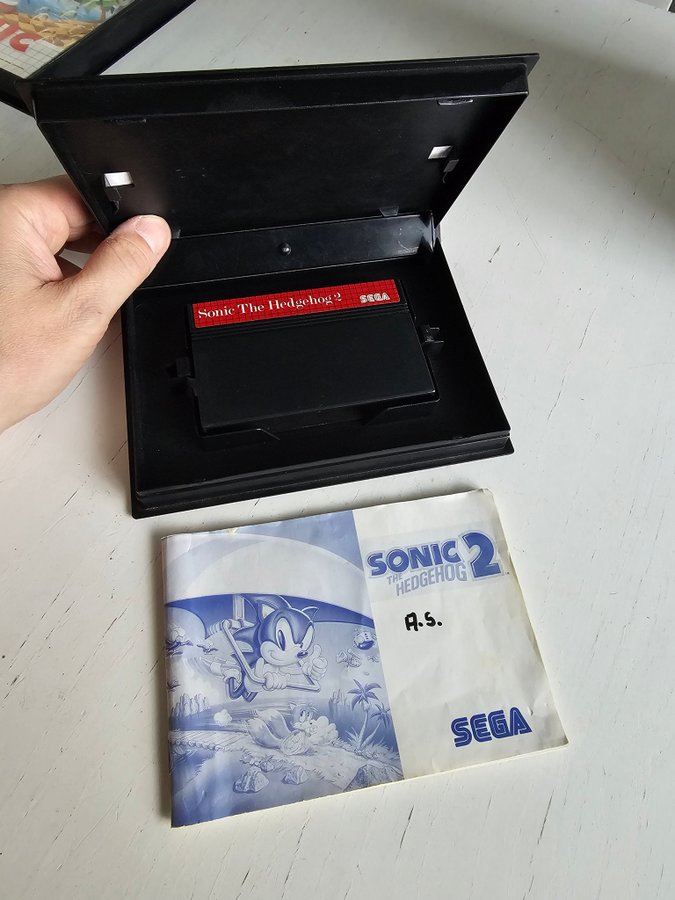 Sonic The Hedgehog 2 SEGA
SONIC
THE
HEDGEHOG
2
A.S.
SEGA